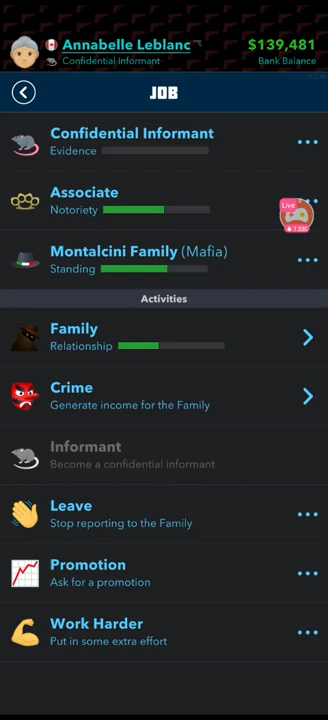 Annabelle Leblanc
$139,481
Confidential Informant
Bank Balance
JOB
Confidential Informant
Evidence
Associate
Notoriety
Live
1,330
Montalcini Family (Mafia)
Standing
Activities
Family
Relationship
Crime
Generate income for the Family
Informant
Become a confidential informant
Leave
Stop reporting to the Family
Promotion
Ask for a promotion
Work Harder
Put in some extra effort